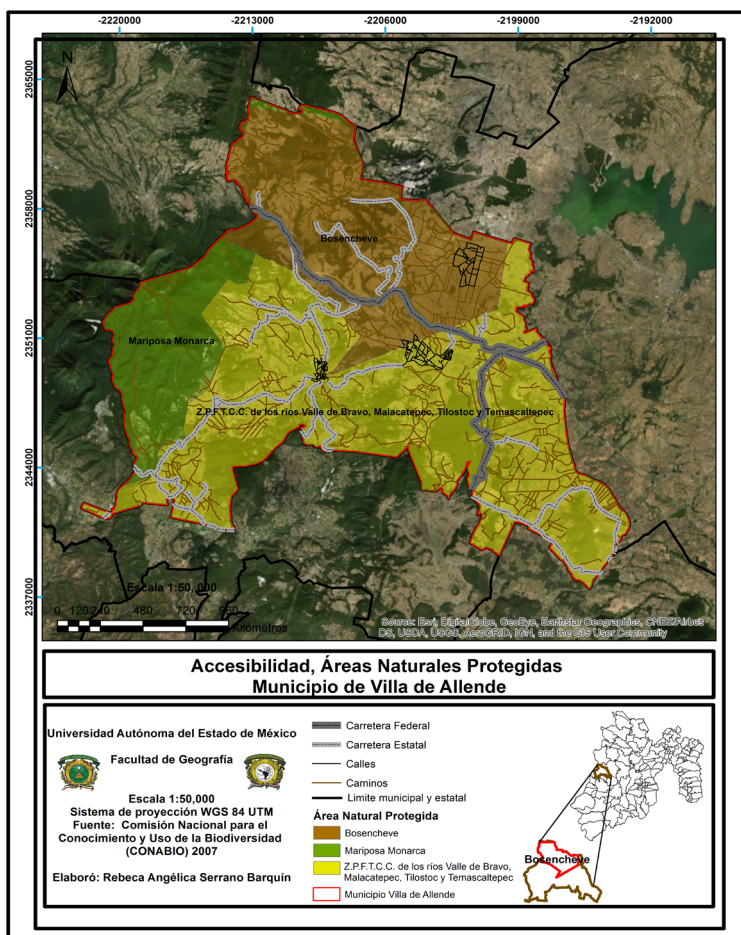 -2220000 -2213000 -2206000 -2199000 -2192000
N
2365000
2358000
2351000
2344000
2337000
Bosencheve
Mariposa Monarca
Z.P.F.T.C.C. de los ríos Valle de Bravo, Malacatepec, Tilostoc y Temascaltepec
Escala 1:50, 000
0 120 240 480 720 960
Kilómetros
Source: Esri, DigitalGlobe, GeoEye, Earthstar Geographics, CNES/Airbus
DS, USDA, USGS, AeroGRID, IGN, and the GIS User Community
Accesibilidad, Áreas Naturales Protegidas
Municipio de Villa de Allende
Universidad Autónoma del Estado de México
Facultad de Geografía
Escala 1:50,000
Sistema de proyección WGS 84 UTM
Fuente: Comisión Nacional para el
Conocimiento y Uso de la Biodiversidad
(CONABIO) 2007
Elaboró: Rebeca Angélica Serrano Barquín
Carretera Federal
Carretera Estatal
Calles
Caminos
Limite municipal y estatal
Área Natural Protegida
Bosencheve
Mariposa Monarca
Z.P.F.T.C.C. de los ríos Valle de Bravo,
Malacatepec, Tilostoc y Temascaltepec
Municipio Villa de Allende
Bosencheve